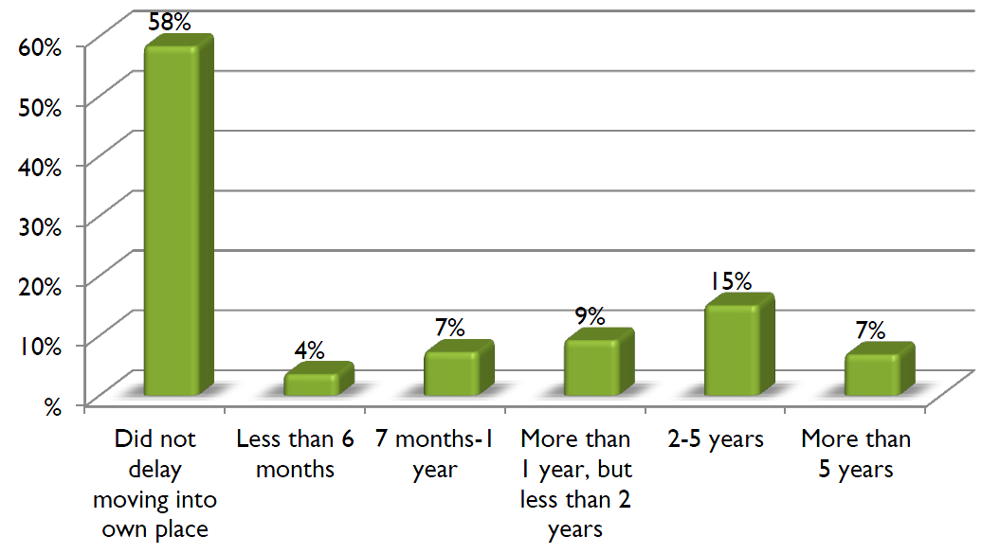 58%
60%
50%
40%
30%
20%
10%
%
4%
7%
9%
15%
7%
Did not
delay
moving into
own place
Less than 6
months
7 months-1
year
More than
1 year, but
less than 2
years
2-5 years
More than
5 years